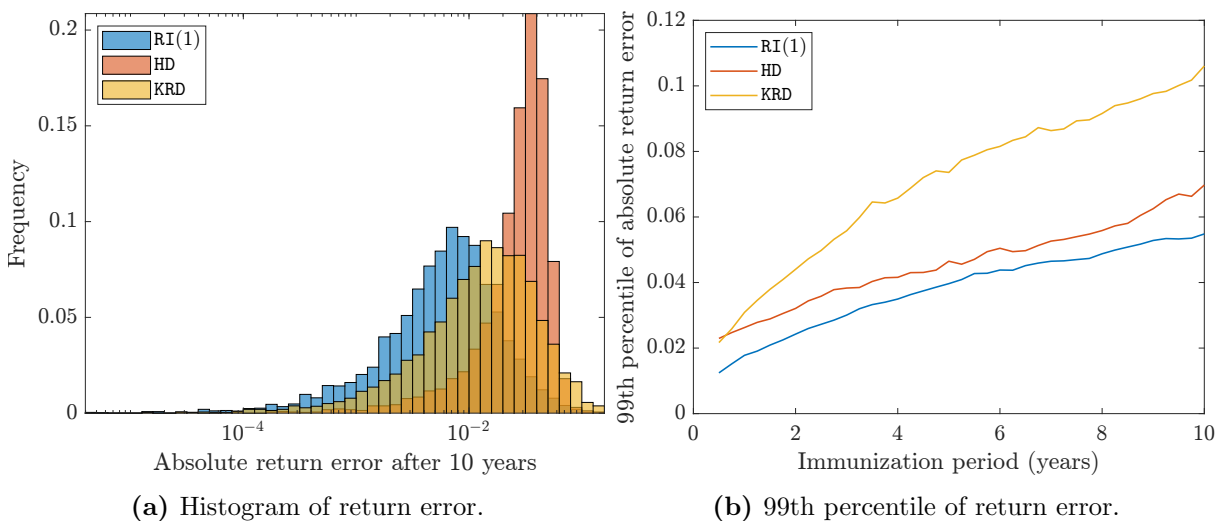 0.2
0.15
0.1
0.05
0
Frequency
RI(1)
HD
KRD
10^{-4}
10^{-2}
Absolute return error after 10 years
(a) Histogram of return error.
0.12
0.1
0.08
0.06
0.04
0.02
0
99th percentile of absolute return error
RI(1)
HD
KRD
0
2
4
6
8
10
Immunization period (years)
(b) 99th percentile of return error.